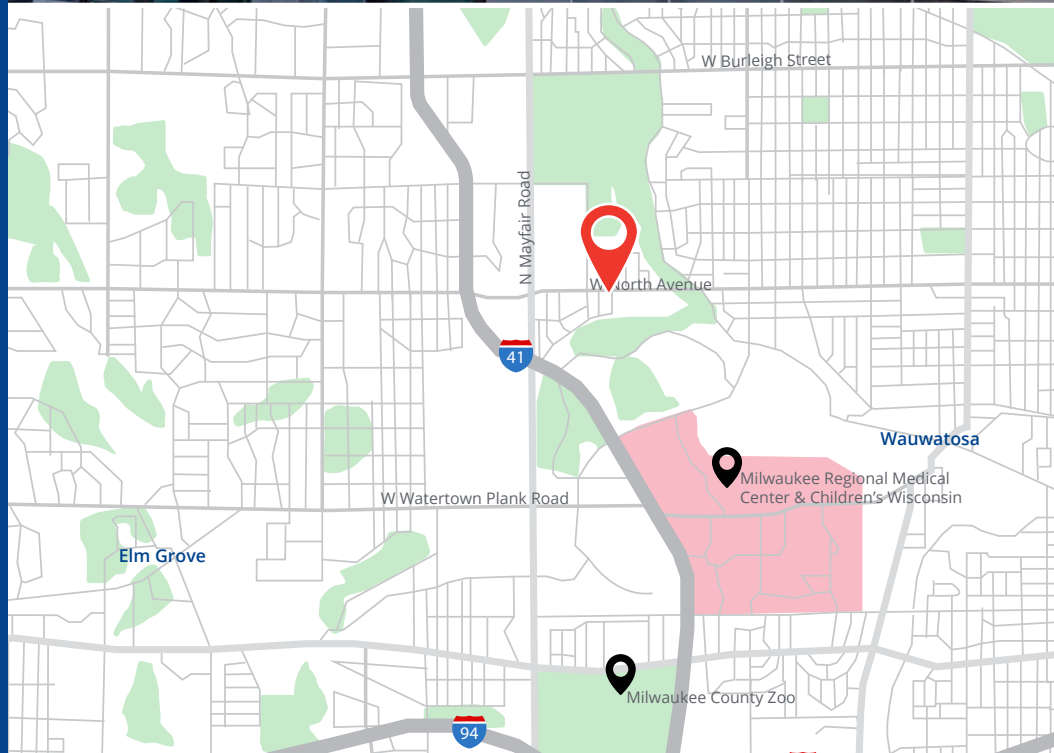 W Burleigh Street
N Mayfair Road
W North Avenue
41
Wauwatosa
Milwaukee Regional Medical
Center & Children's Wisconsin
W Watertown Plank Road
Elm Grove
Milwaukee County Zoo
94